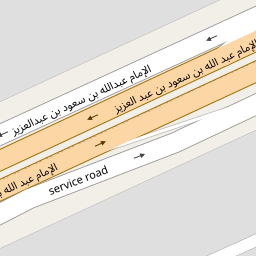 الإمام عبدالله بن سعود بن عبدالعزيز
الإمام عبد الله بن سعود بن عبد العزيز
الإمام عبد الله ب
service road